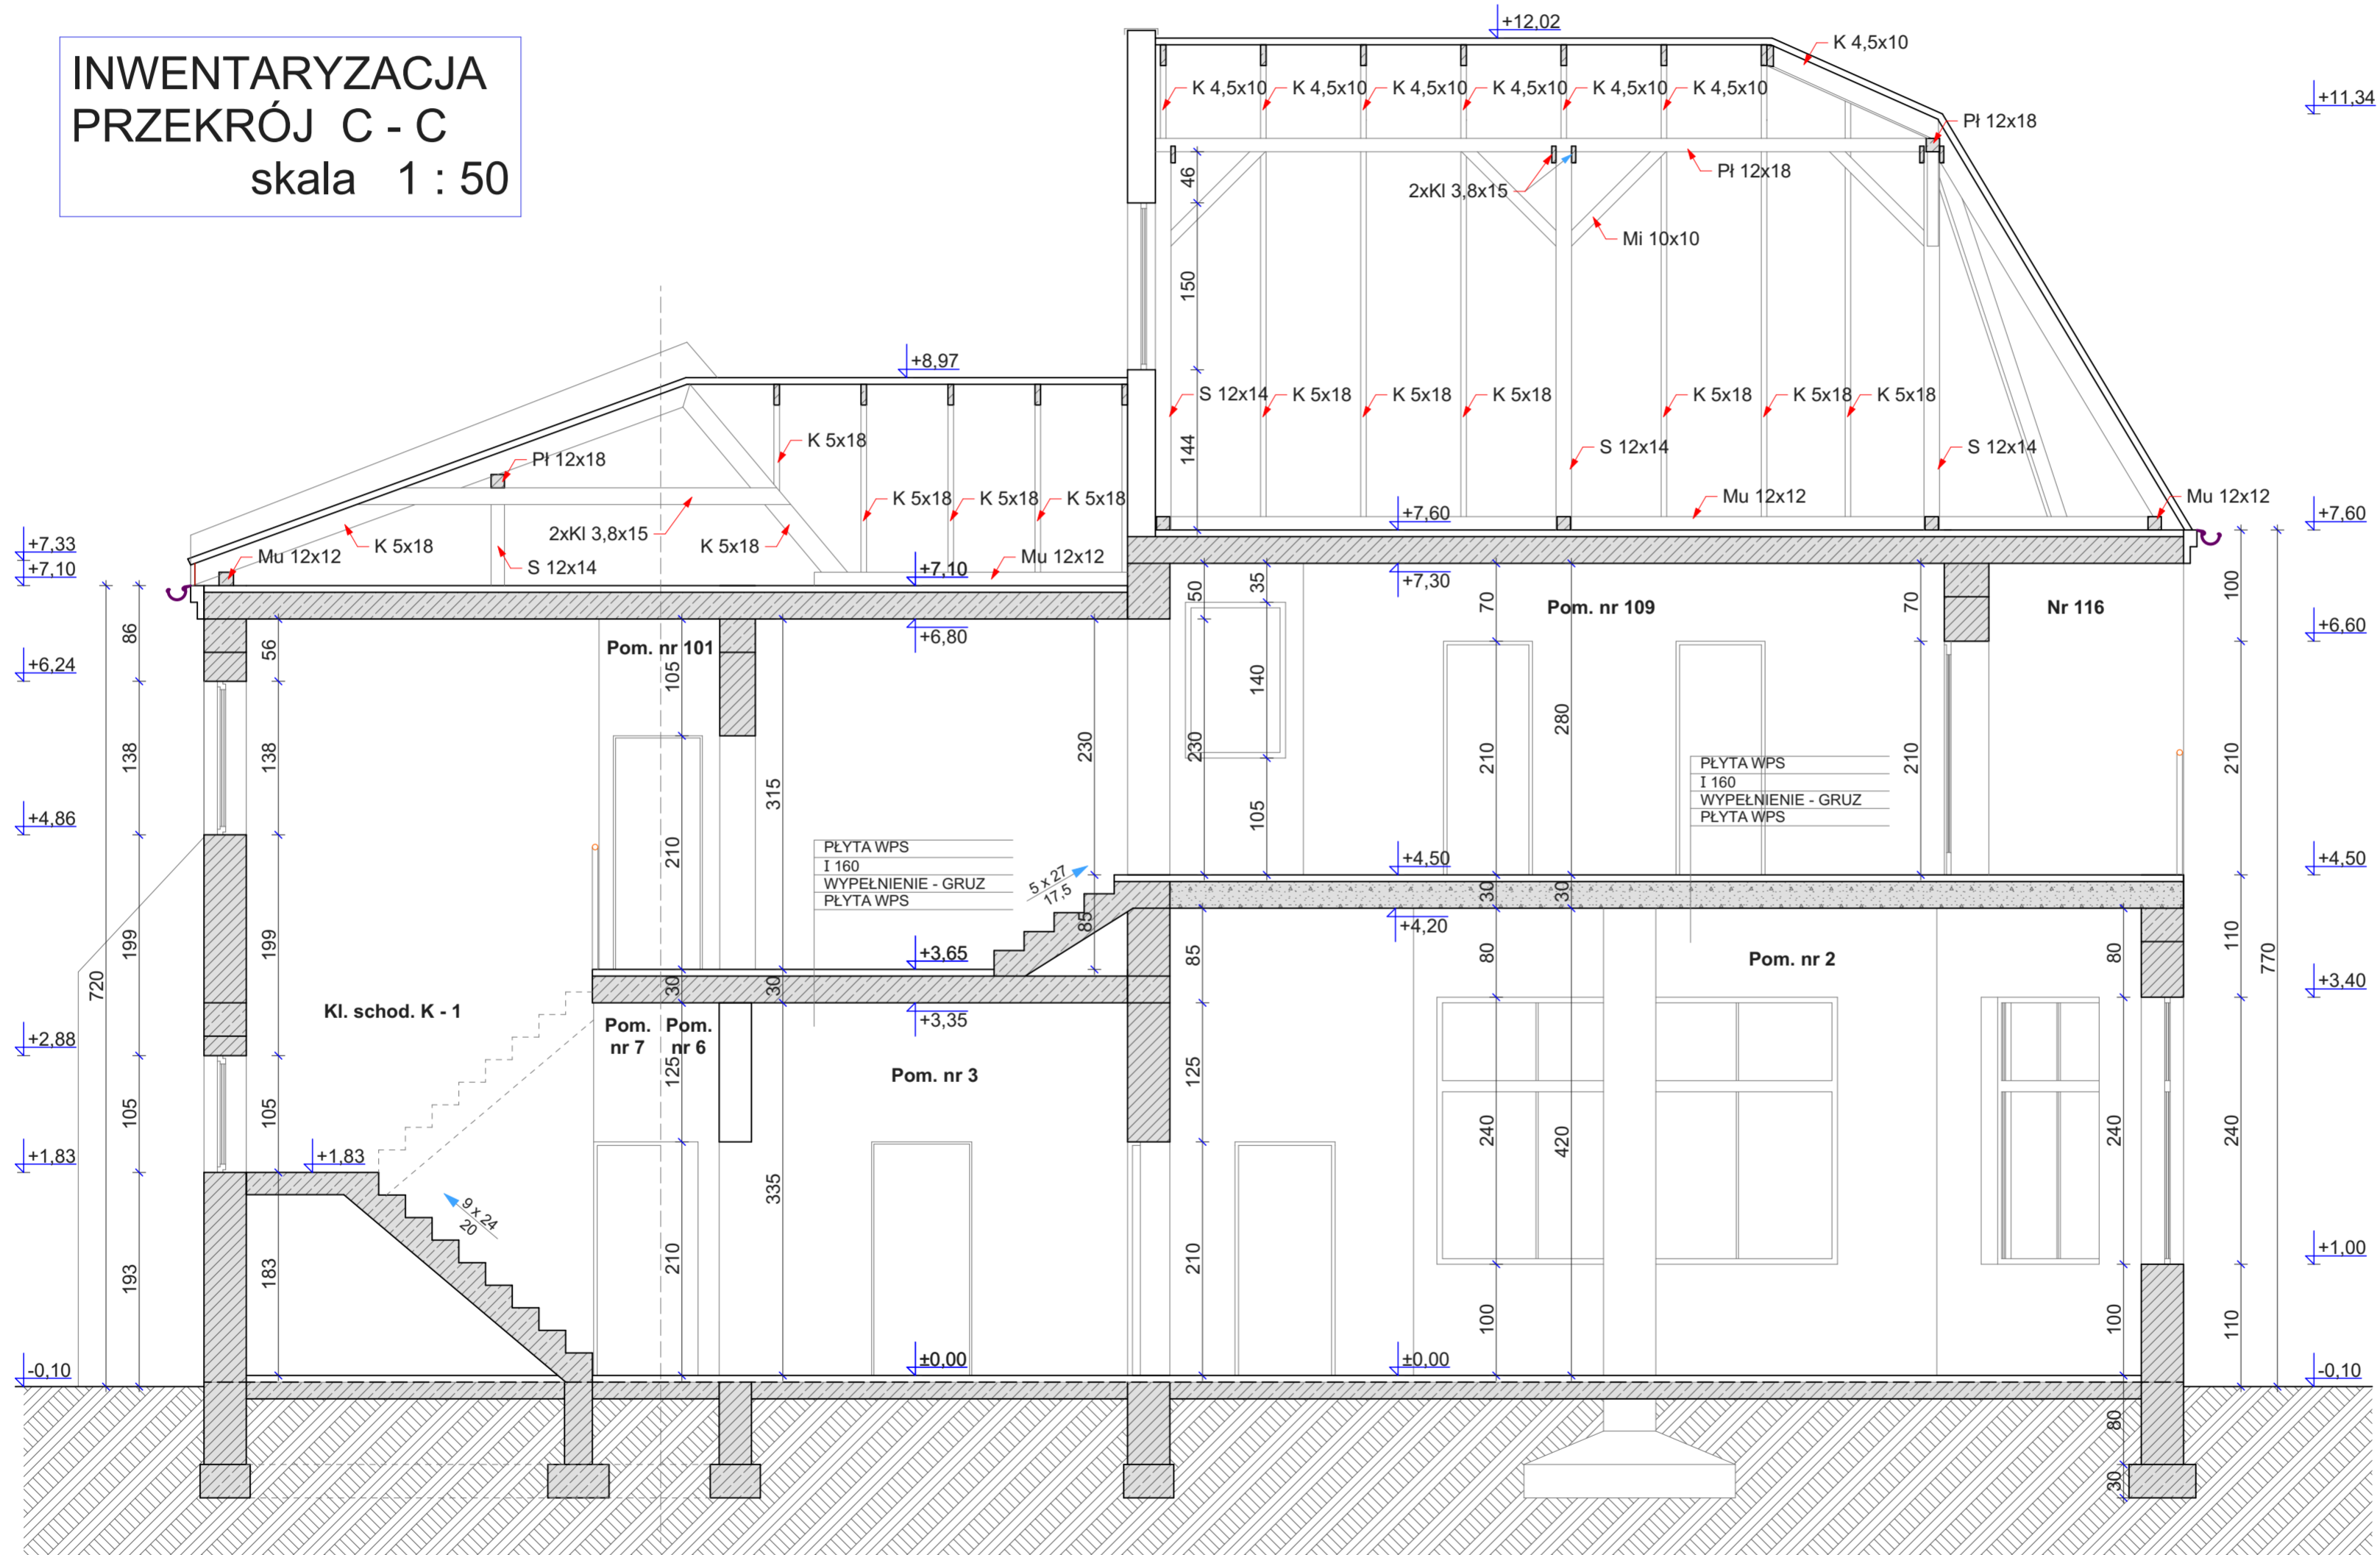 INWENTARYZACJA
PRZEKRÓJ C - C
skala 1 : 50
+12,02
K 4,5x10
+11,34
K 4,5x10 K 4,5x10 K 4,5x10 K 4,5x10 K 4,5x10 K 4,5x10
Pł 12x18
46
Pł 12x18
2xKl 3,8x15
Mi 10x10
150
+8,97
S 12x14 K 5x18 K 5x18 K 5x18 K 5x18 K 5x18 K 5x18
K 5x18
144
S 12x14
S 12x14
Pł 12x18
K 5x18 K 5x18 K 5x18
Mu 12x12
Mu 12x12
+7,60
+7,60
2xKl 3,8x15
K 5x18
K 5x18
+7,33
Mu 12x12
Mu 12x12
S 12x14
+7,10
+7,10
+7,30
50
35
70
70
100
Pom. nr 109
Nr 116
86
56
+6,80
+6,60
Pom. nr 101
105
+6,24
140
280
138
138
230
230
210
210
210
315
PŁYTA WPS
I 160
WYPEŁNIENIE - GRUZ
PŁYTA WPS
105
+4,86
210
PŁYTA WPS
I 160
WYPEŁNIENIE - GRUZ
PŁYTA WPS
5 x 27
17,5
+4,50
+4,50
30
30
85
+4,20
199
199
+3,65
85
80
80
110
Pom. nr 2
770
720
30
30
+3,40
Kl. schod. K - 1
+3,35
Pom.
nr 7
Pom.
nr 6
+2,88
125
125
Pom. nr 3
105
105
240
420
240
240
+1,83
+1,83
335
9 x 24
20
193
183
210
210
+1,00
100
100
110
-0,10
±0,00
±0,00
-0,10
80
30